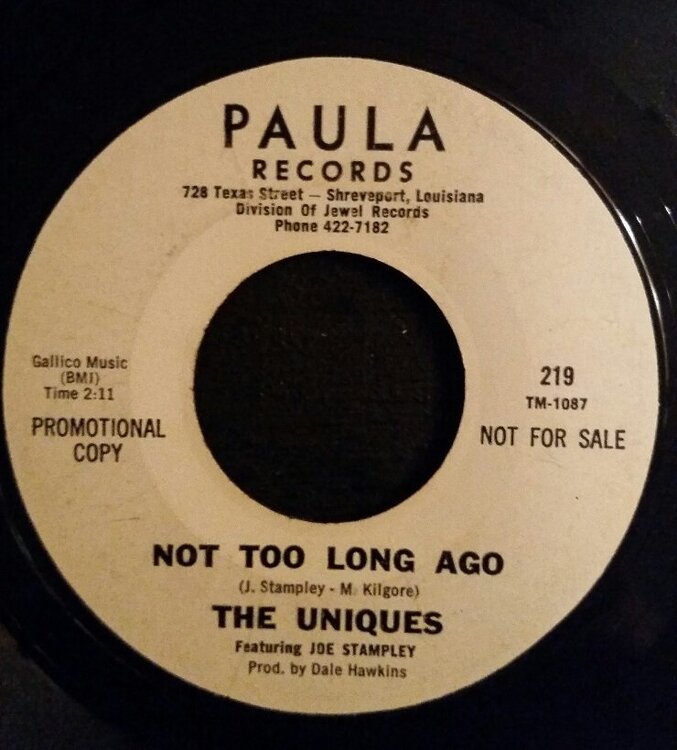 PAULA
RECORDS
728 Texas Street — Shreveport, Louisiana
Division Of Jewel Records
Phone 422-7182
Gallico Music
(BMI)
Time 2:11
PROMOTIONAL
COPY
219
TM-1087
NOT FOR SALE
NOT TOO LONG AGO
(J. Stampley - M. Kilgore)
THE UNIQUES
Featuring JOE STAMPLEY
Prod. by Dale Hawkins